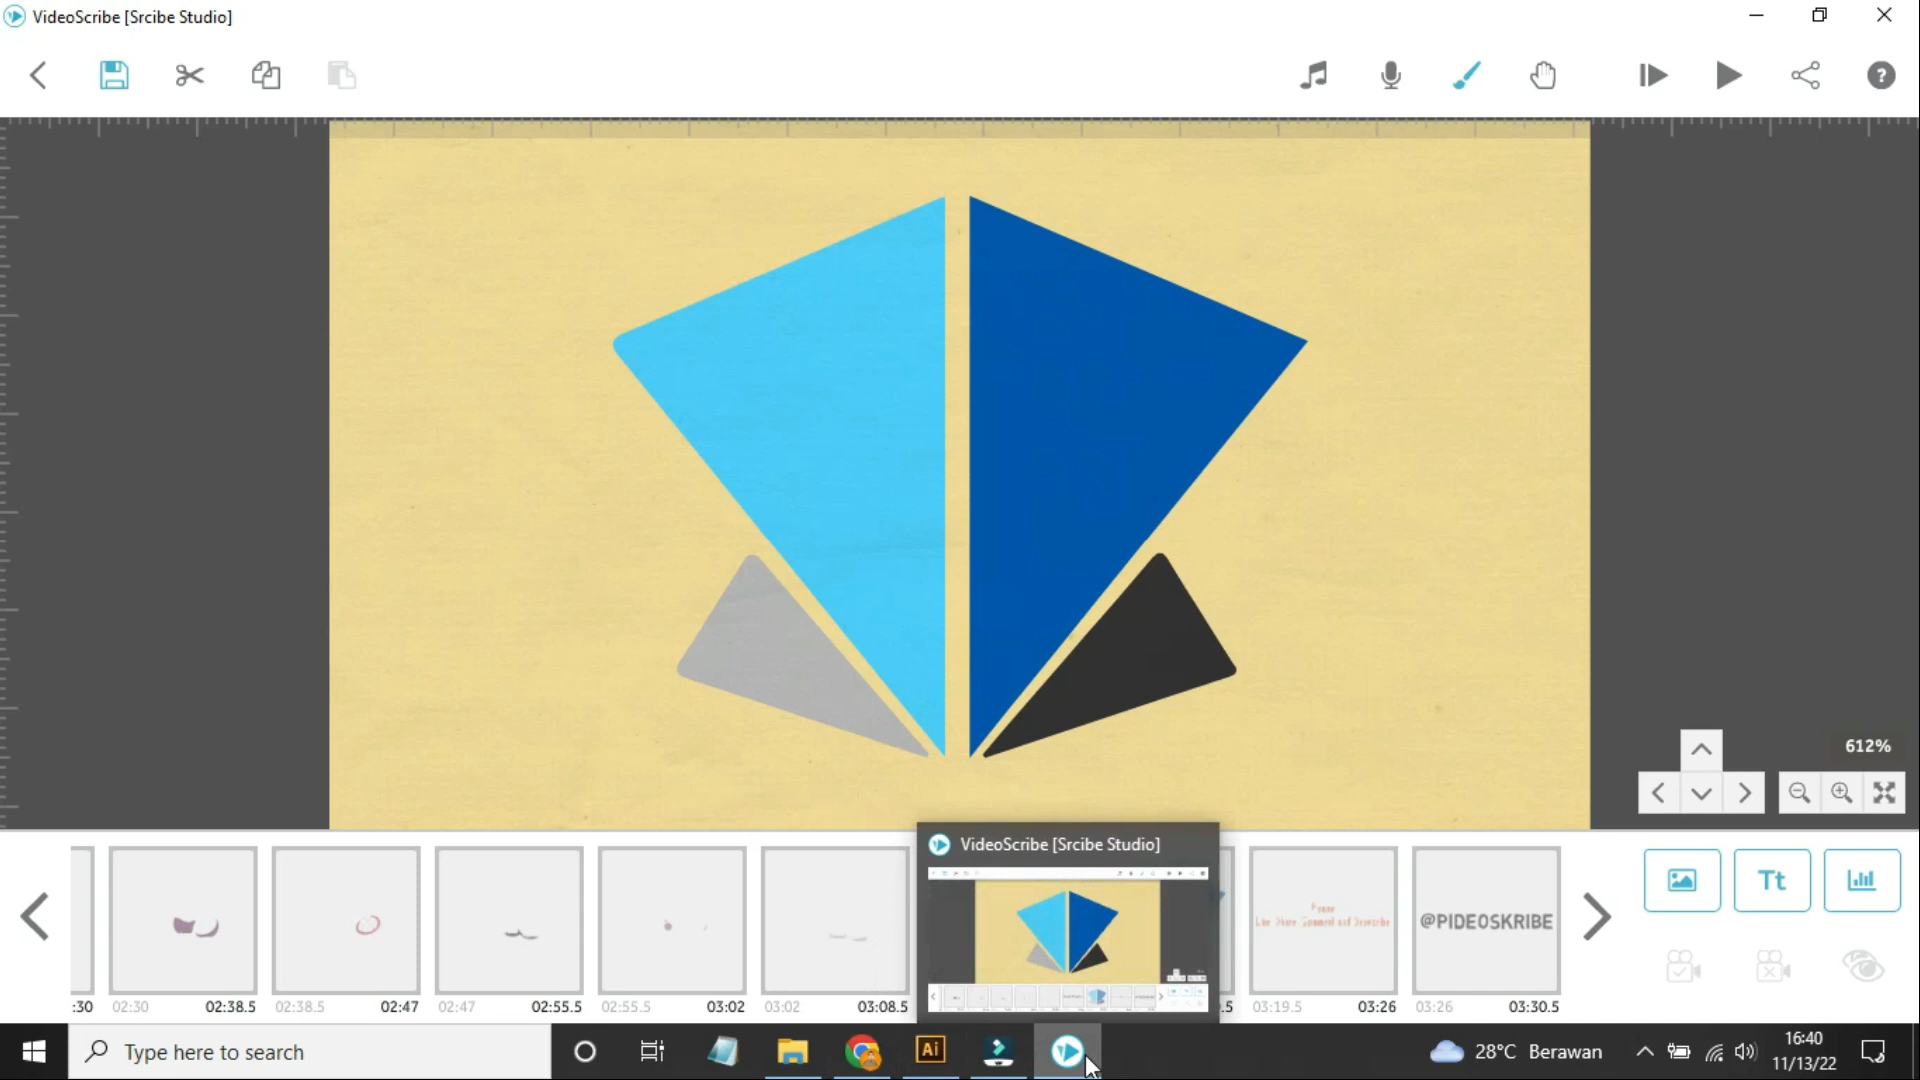 VideoScribe [Srcibe Studio]
612%
VideoScribe [Srcibe Studio]
@PIDEOSKRIBE
:30
02:30 02:38.5
02:38.5 02:47
02:47 02:55.5
02:55.5 03:02
03:02 03:08.5
.5
03:19.5 03:26
03:26 03:30.5
Tt
Type here to search
Ai
28°C Berawan
16:40
11/13/22